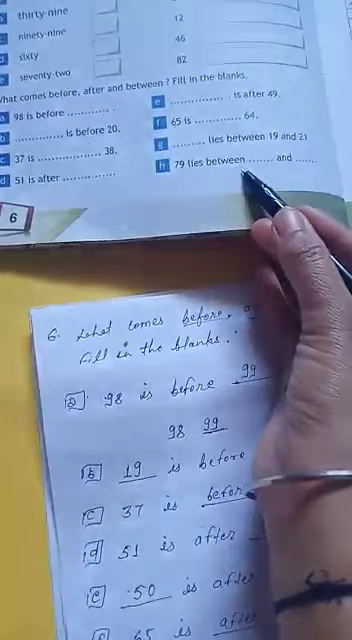 thirty-nine
12
ninety-nine
46
sixty
82
seventy-two
What comes before, after and between ? Fill in the blanks.
a 98 is before .............
e ................ is after 49.
b ................ is before 20.
f 65 is .............. 64.
c 37 is ................... 38.
g .......... lies between 19 and 21
d 51 is after ..............
h 79 lies between ........ and ......
6
6. What comes before, a
Fill in the blanks.
a 98 is before 99
98 99
b 19 is before
c 37 is befor
d 51 is after
e 50 is afte
65 is afte